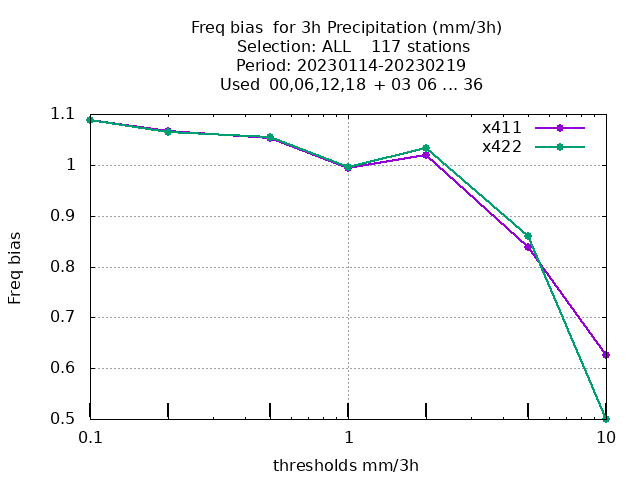 Freq bias  for 3h Precipitation (mm/3h)
Selection: ALL    117 stations
Period: 20230114-20230219
Used  00,06,12,18  + 03 06 ... 36
x411
x422
1.1
1
0.9
0.8
0.7
0.6
0.5
Freq bias
0.1
1
10
thresholds mm/3h